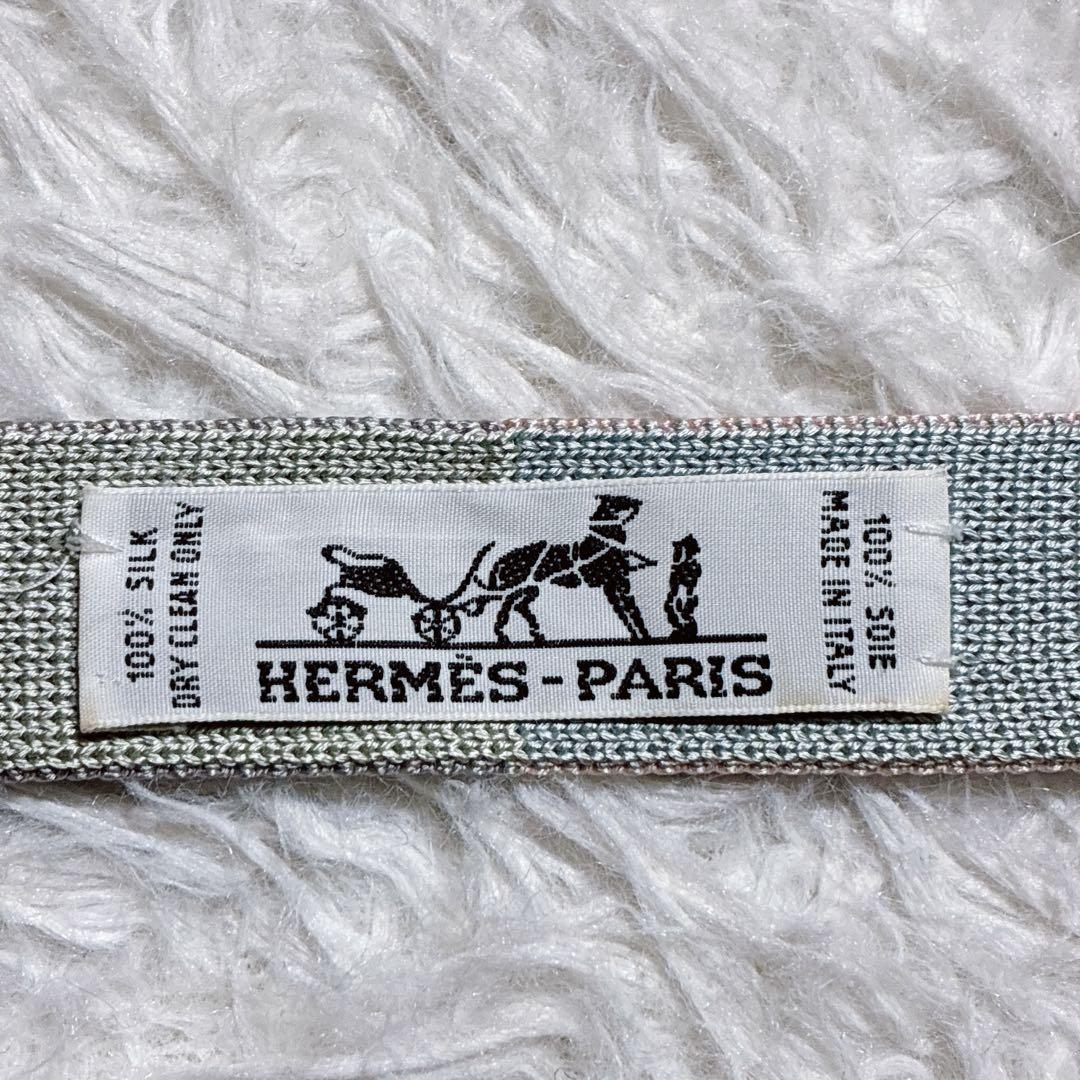 100% SILK
DRY CLEAN ONLY
HERMÈS-PARIS
100% SOIE
MADE IN ITALY